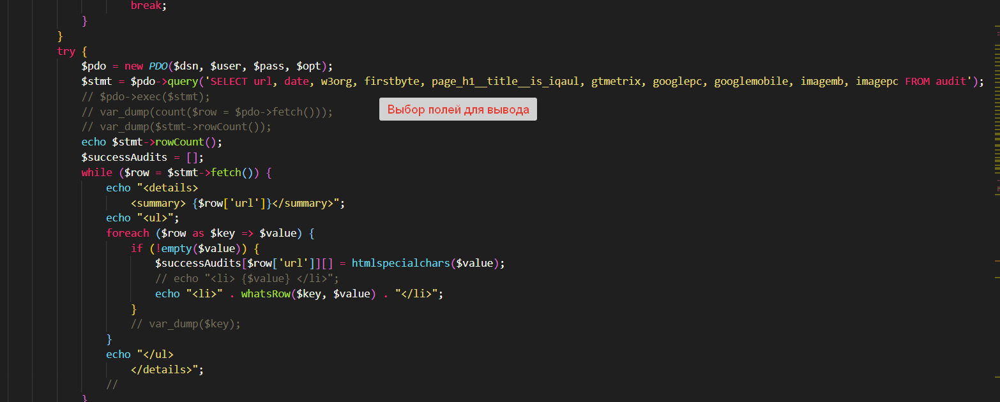 break;
}
}
try {
$pdo = new PDO($dsn, $user, $pass, $opt);
$stmt = $pdo->query('SELECT url, date, w3org, firstbyte, page_h1__title__is_iqaul, gtmetrix, googlepc, googlemobile, imagemb, imagepc FROM audit');
// $pdo->exec($stmt);
Выбор полей для вывода
// var_dump(count($row = $pdo->fetch()));
// var_dump($stmt->rowCount());
echo $stmt->rowCount();
$successAudits = [];
while ($row = $stmt->fetch()) {
echo "<details>
<summary> {$row['url']}</summary>";
echo "<ul>";
foreach ($row as $key => $value) {
if (!empty($value)) {
$successAudits[$row['url']][] = htmlspecialchars($value);
// echo "<li> {$value} </li>";
echo "<li>" . whatsRow($key, $value) . "</li>";
}
// var_dump($key);
}
echo "</ul>
</details>";
//
}